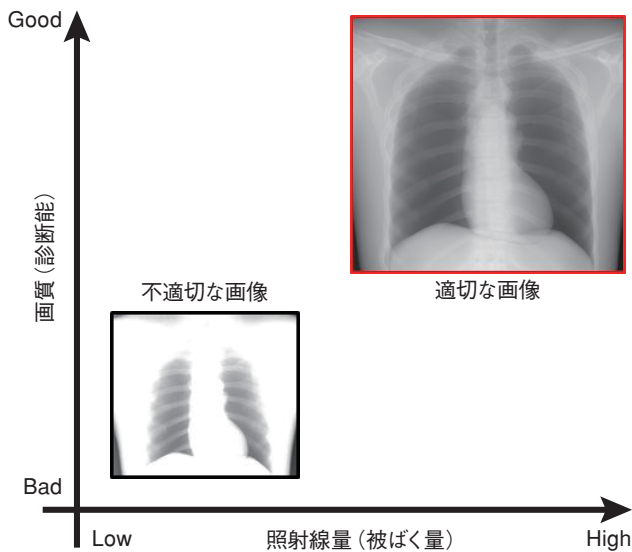 Good
画質（診断能）
不適切な画像
適切な画像
Bad
Low
照射線量（被ばく量）
High